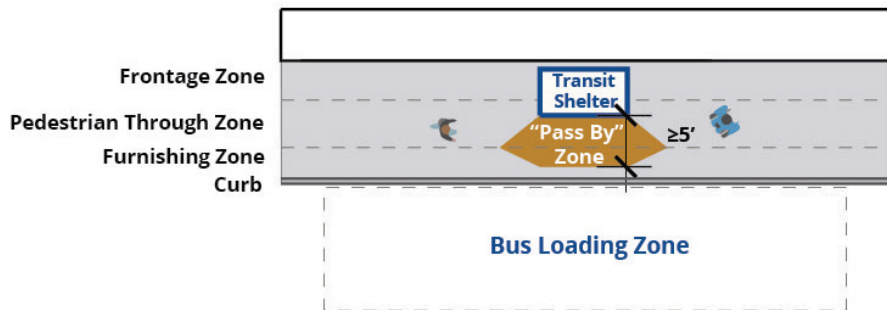 Frontage Zone
Transit
Shelter
Pedestrian Through Zone
“Pass By”
Zone
≥5’
Furnishing Zone
Curb
Bus Loading Zone